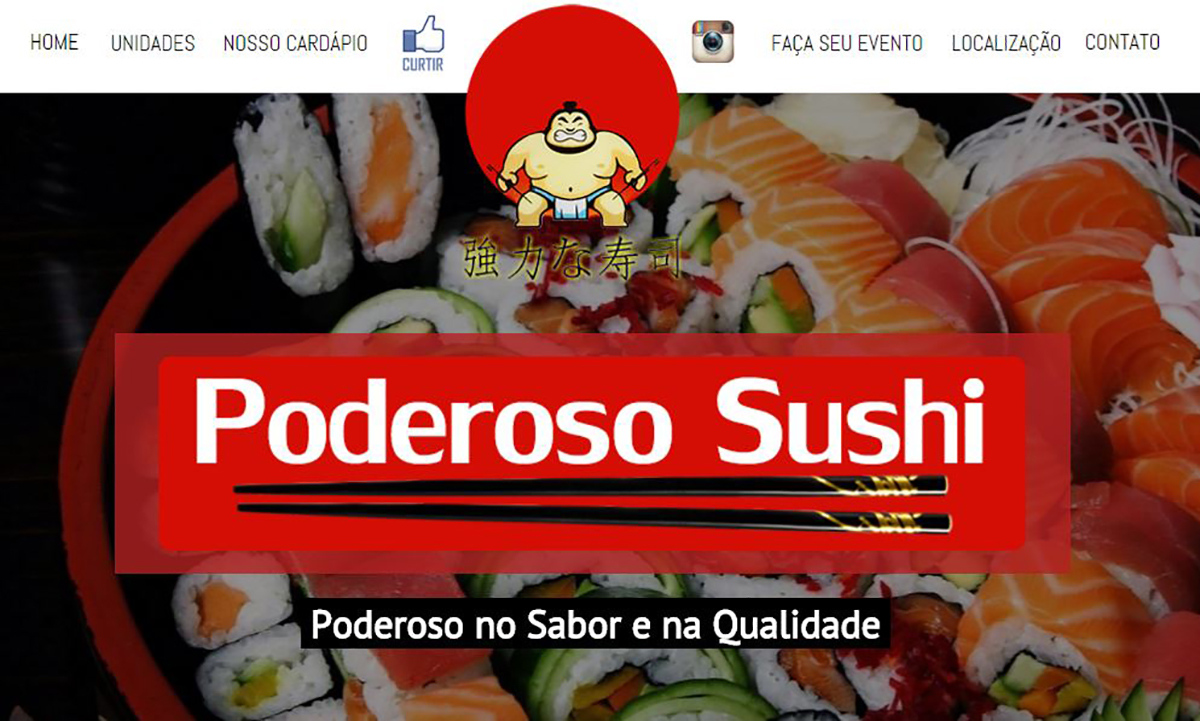 HOME
UNIDADES
NOSSO CARDÁPIO
CURTIR
FAÇA SEU EVENTO
LOCALIZAÇÃO
CONTATO
強力な寿司
Poderoso Sushi
Poderoso no Sabor e na Qualidade